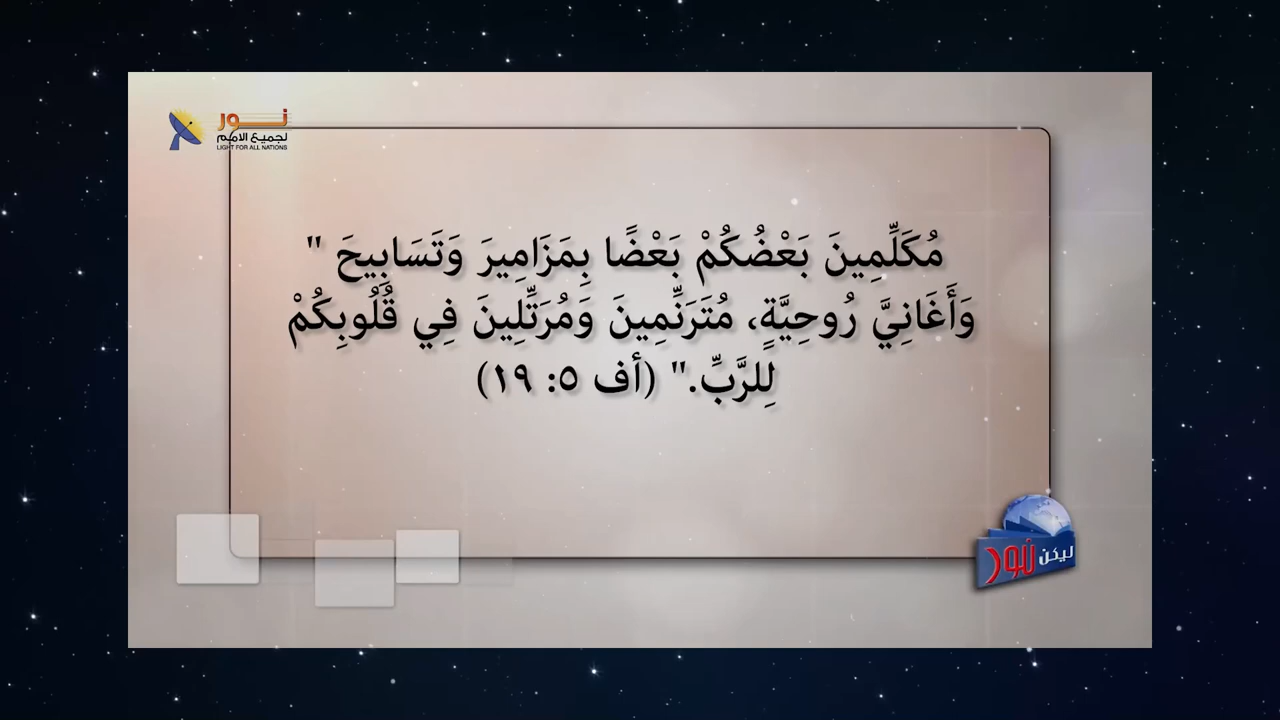 نور
لجميع الامم
LIGHT FOR ALL NATIONS
مُكَلِّمِينَ بَعْضُكُمْ بَعْضًا بِمَزَامِيرَ وَتَسَابِيحَ "
وَأَغَانِيَّ رُوحِيَّةٍ، مُتَرَنِّمِينَ وَمُرَتِّلِينَ فِي قُلُوبِكُمْ
لِلرَّبِّ." (أف ٥: ١٩)
ليكن نور